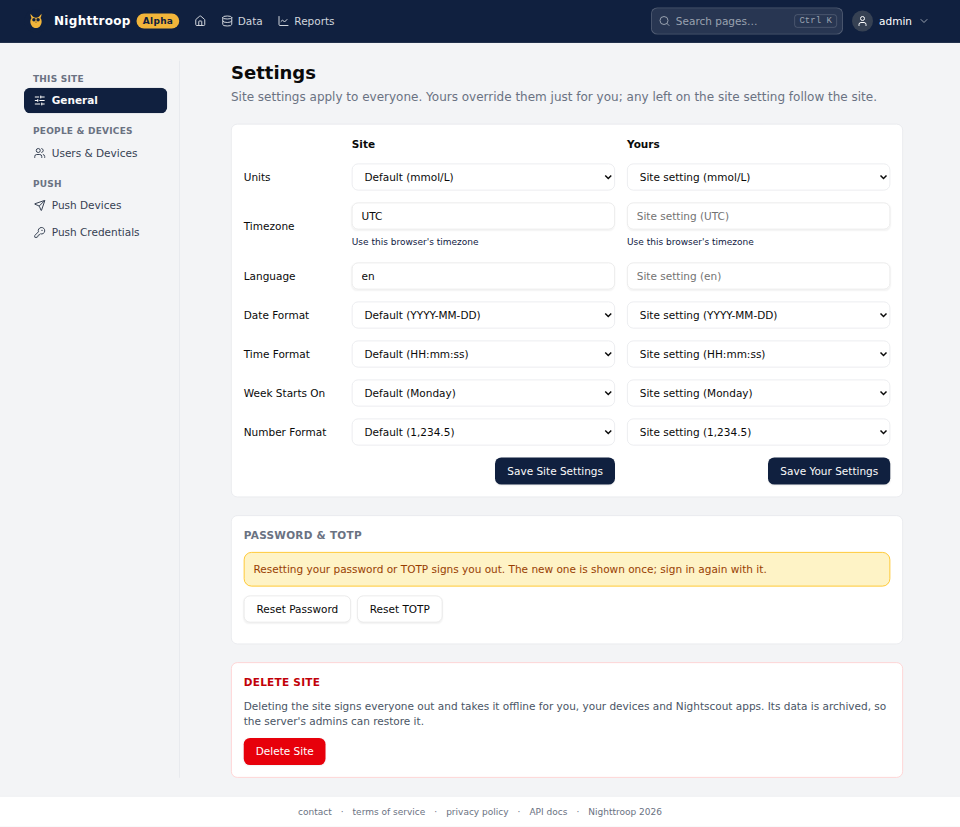 Nighttroop Alpha Data Reports Search pages... Ctrl K admin
THIS SITE
General
PEOPLE & DEVICES
Users & Devices
PUSH
Push Devices
Push Credentials
Settings
Site settings apply to everyone. Yours override them just for you; any left on the site setting follow the site.
Site Yours
Units Default (mmol/L) Site setting (mmol/L)
Timezone UTC Site setting (UTC)
Use this browser's timezone Use this browser's timezone
Language en Site setting (en)
Date Format Default (YYYY-MM-DD) Site setting (YYYY-MM-DD)
Time Format Default (HH:mm:ss) Site setting (HH:mm:ss)
Week Starts On Default (Monday) Site setting (Monday)
Number Format Default (1,234.5) Site setting (1,234.5)
Save Site Settings Save Your Settings
PASSWORD & TOTP
Resetting your password or TOTP signs you out. The new one is shown once; sign in again with it.
Reset Password Reset TOTP
DELETE SITE
Deleting the site signs everyone out and takes it offline for you, your devices and Nightscout apps. Its data is archived, so
the server's admins can restore it.
Delete Site
contact · terms of service · privacy policy · API docs · Nighttroop 2026